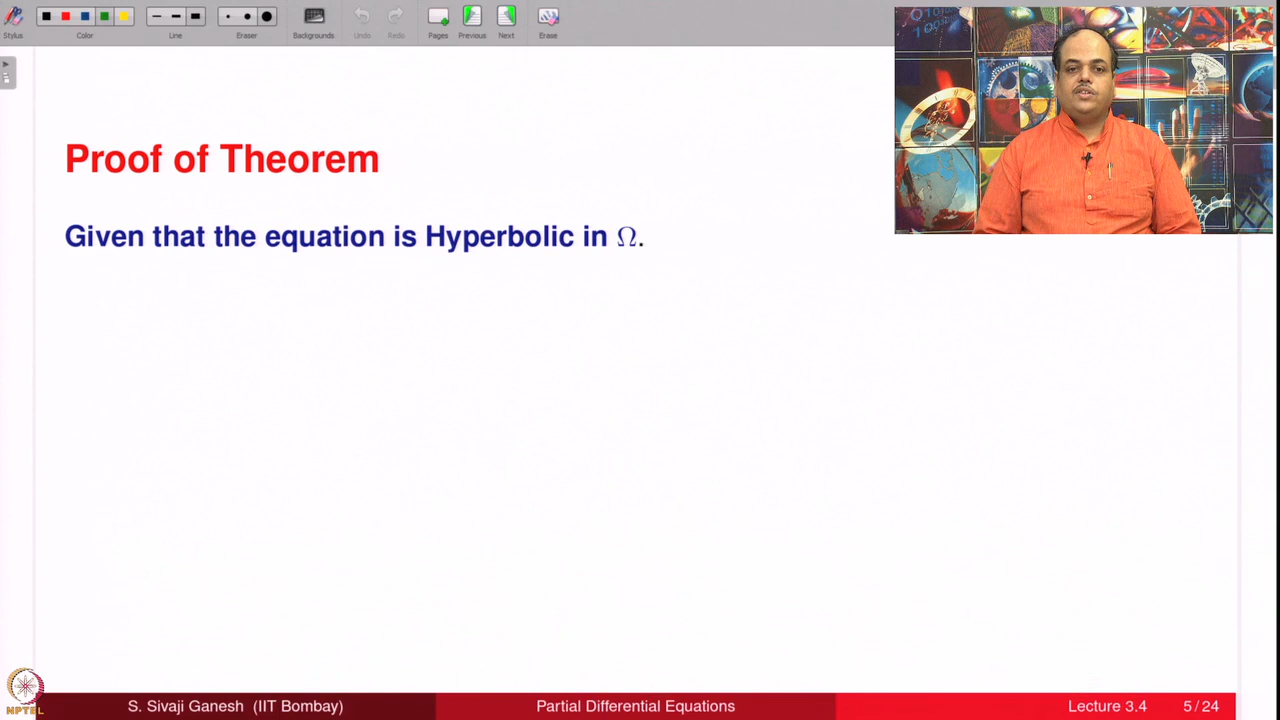 Stylus
Color
Line
Eraser
Backgrounds
Undo
Redo
Pages
Previous
Next
Erase
Proof of Theorem
Given that the equation is Hyperbolic in Ω.
NPTEL
S. Sivaji Ganesh (IIT Bombay)
Partial Differential Equations
Lecture 3.4
5 / 24